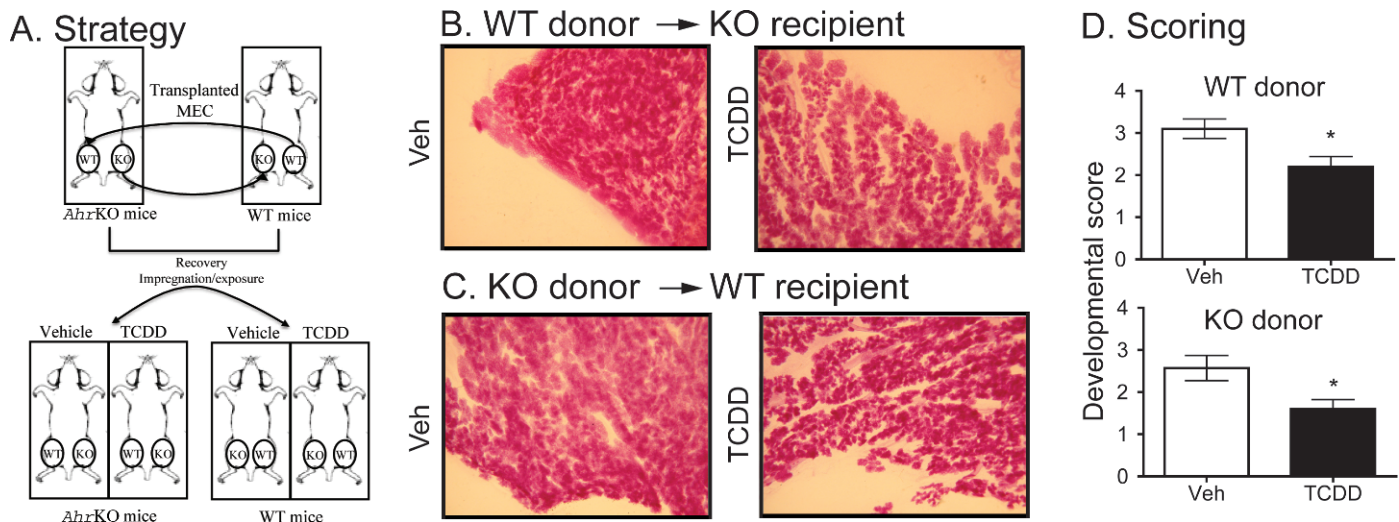 A. Strategy
Transplanted
MEC
WT KO KO WT
AhrKO mice WT mice
Recovery
Impregnation/exposure
Vehicle TCDD Vehicle TCDD
WT KO WT KO KO WT KO WT
AhrKO mice WT mice
B. WT donor → KO recipient
Veh
TCDD
C. KO donor → WT recipient
Veh
TCDD
D. Scoring
Developmental score
WT donor
4
3
2
1
0
*
Veh TCDD
KO donor
4
3
2
1
0
*
Veh TCDD